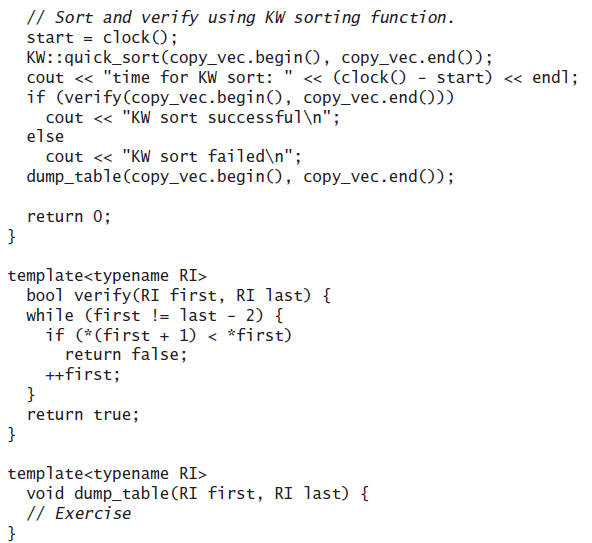 // Sort and verify using KW sorting function.
start = clock();
KW::quick_sort(copy_vec.begin(), copy_vec.end());
cout << "time for KW sort: " << (clock() - start) << endl;
if (verify(copy_vec.begin(), copy_vec.end()))
cout << "KW sort successful\n";
else
cout << "KW sort failed\n";
dump_table(copy_vec.begin(), copy_vec.end());
return 0;
}
template<typename RI>
bool verify(RI first, RI last) {
while (first != last - 2) {
if (*(first + 1) < *first)
return false;
++first;
}
return true;
}
template<typename RI>
void dump_table(RI first, RI last) {
// Exercise
}